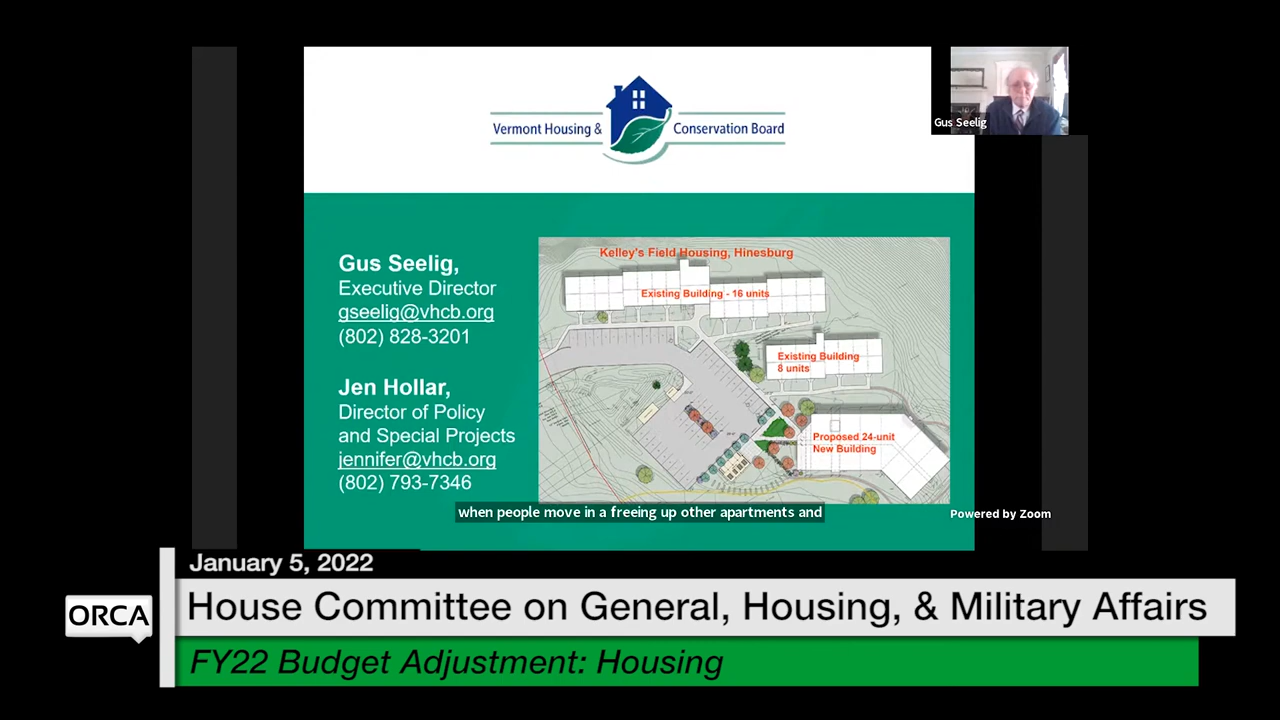 Vermont Housing & Conservation Board
Gus Seelig
Gus Seelig,
Executive Director
gseelig@vhcb.org
(802) 828-3201
Jen Hollar,
Director of Policy
and Special Projects
jennifer@vhcb.org
(802) 793-7346
Kelley's Field Housing, Hinesburg
Existing Building - 16 units
Existing Building
8 units
Proposed 24-unit
New Building
when people move in a freeing up other apartments and
Powered by Zoom
January 5, 2022
ORCA
House Committee on General, Housing, & Military Affairs
FY22 Budget Adjustment: Housing